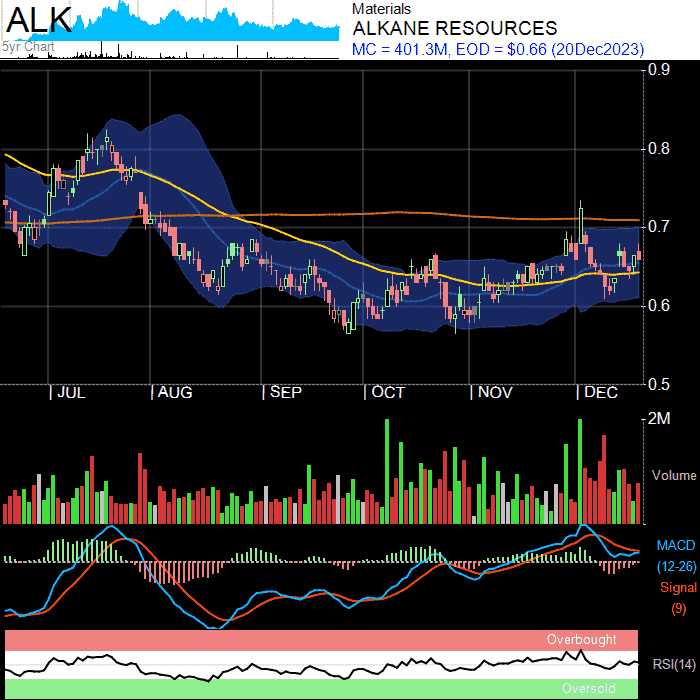 ALK
5yr Chart
Materials
ALKANE RESOURCES
MC = 401.3M, EOD = $0.66 (20Dec2023)
0.9
0.8
0.7
0.6
0.5
| JUL | AUG | SEP | OCT | NOV | DEC
2M
Volume
MACD
(12-26)
Signal
(9)
Overbought
RSI(14)
Oversold